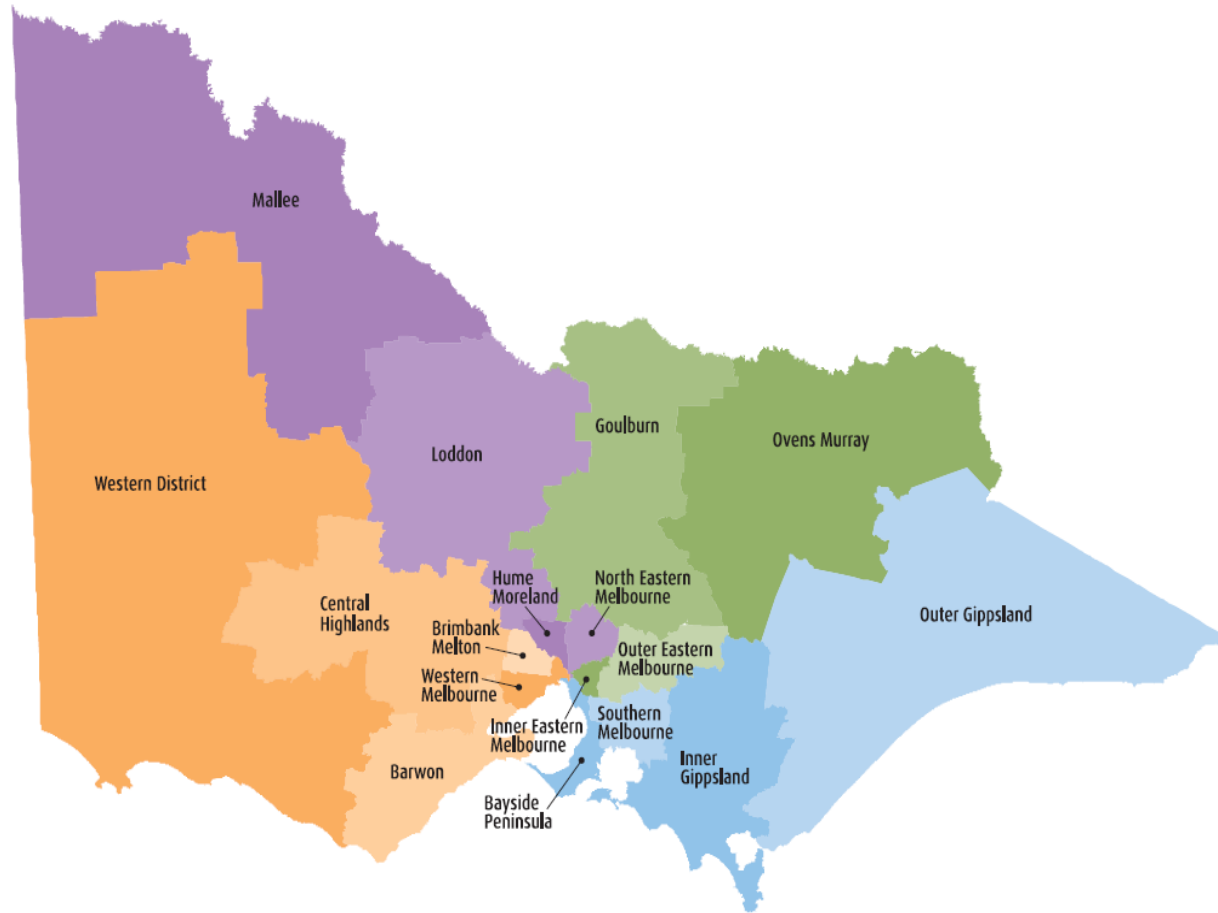 Mallee
Goulburn
Ovens Murray
Loddon
Western District
Hume
Moreland
North Eastern
Melbourne
Central
Highlands
Outer Gippsland
Brimbank
Melton
Outer Eastern
Melbourne
Western
Melbourne
Inner Eastern
Melbourne
Southern
Melbourne
Inner
Gippsland
Barwon
Bayside
Peninsula